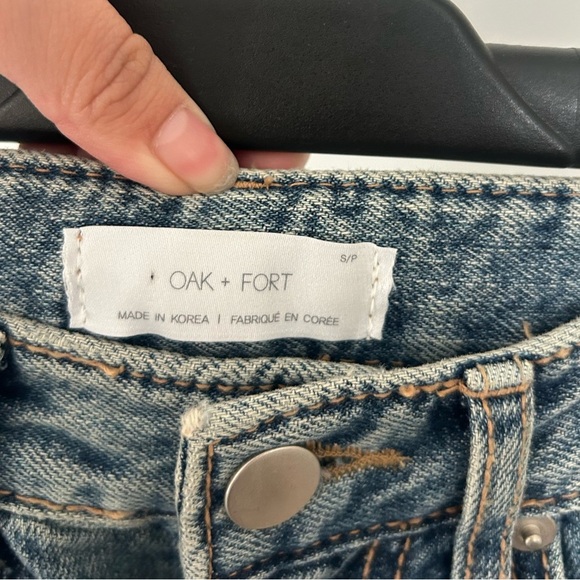 S/P
OAK + FORT
MADE IN KOREA | FABRIQUÉ EN CORÉE